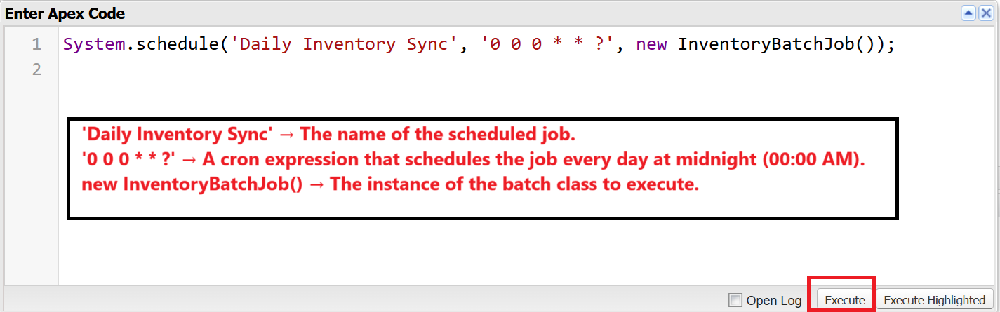 Enter Apex Code
1 System.schedule('Daily Inventory Sync', '0 0 0 * * ?', new InventoryBatchJob());
2
'Daily Inventory Sync' → The name of the scheduled job.
'0 0 0 * * ?' → A cron expression that schedules the job every day at midnight (00:00 AM).
new InventoryBatchJob() → The instance of the batch class to execute.
Open Log Execute Execute Highlighted